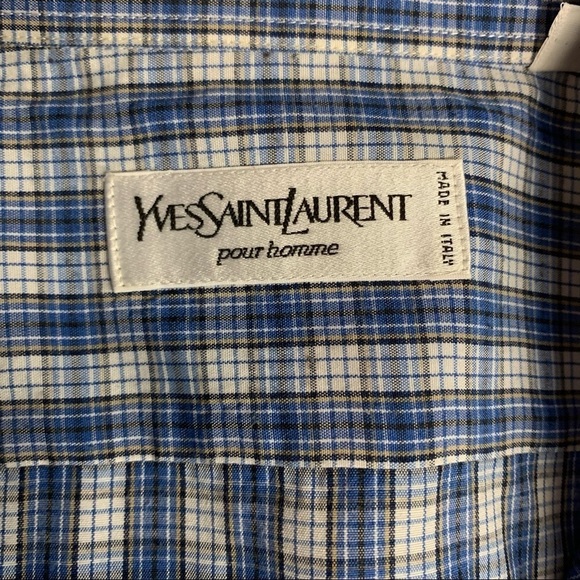 YVESSAINTLAURENT
pour homme
MADE IN ITALY